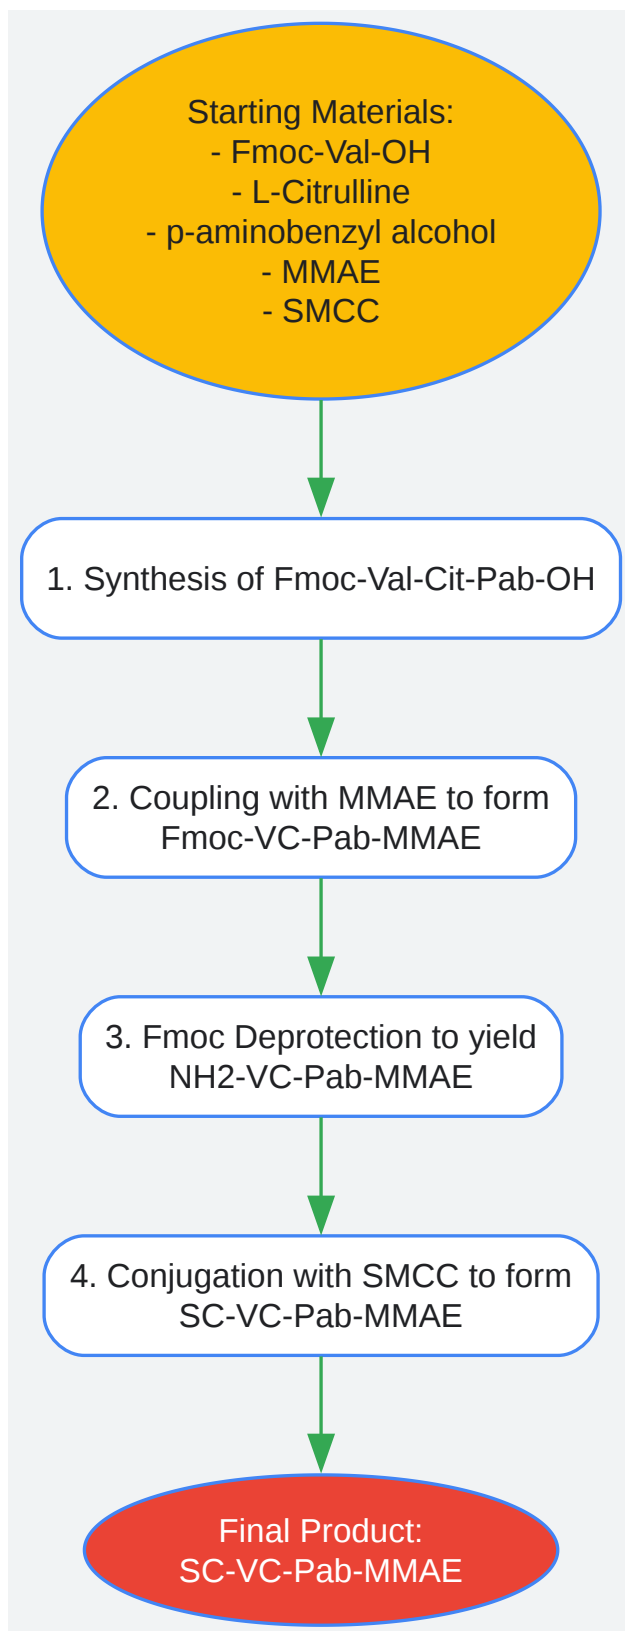 Starting Materials:
- Fmoc-Val-OH
- L-Citrulline
- p-aminobenzyl alcohol
- MMAE
- SMCC
1. Synthesis of Fmoc-Val-Cit-Pab-OH
2. Coupling with MMAE to form
Fmoc-VC-Pab-MMAE
3. Fmoc Deprotection to yield
NH2-VC-Pab-MMAE
4. Conjugation with SMCC to form
SC-VC-Pab-MMAE
Final Product:
SC-VC-Pab-MMAE